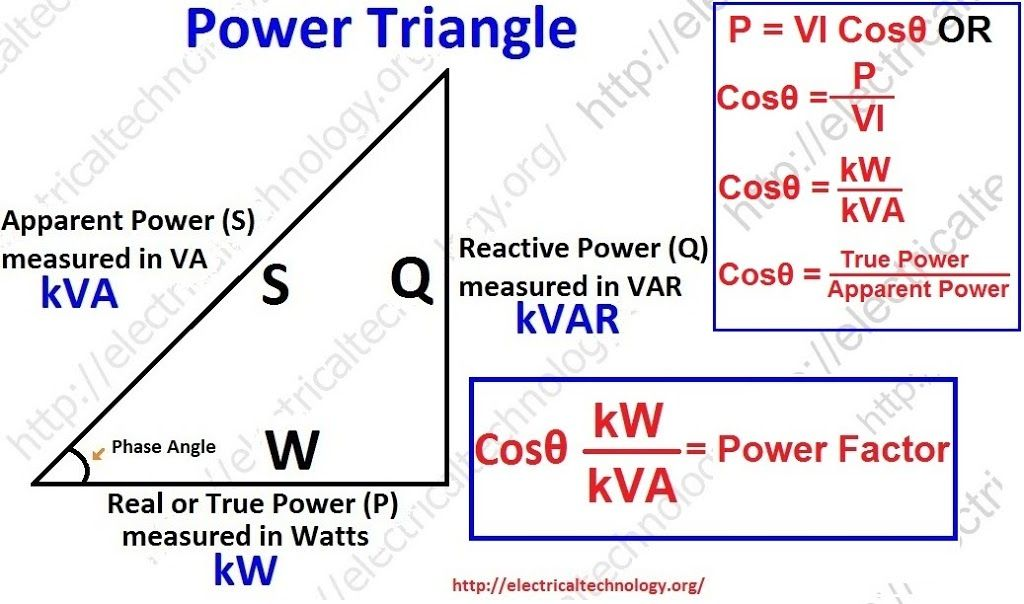 Power Triangle
P = VI Cosθ OR
Cosθ = P
VI
Cosθ = kW
kVA
Cosθ = True Power
Apparent Power
Apparent Power (S)
measured in VA
kVA
S
Q
Reactive Power (Q)
measured in VAR
kVAR
Phase Angle
W
Real or True Power (P)
measured in Watts
kW
Cosθ kW = Power Factor
kVA
http://electricaltechnology.org/